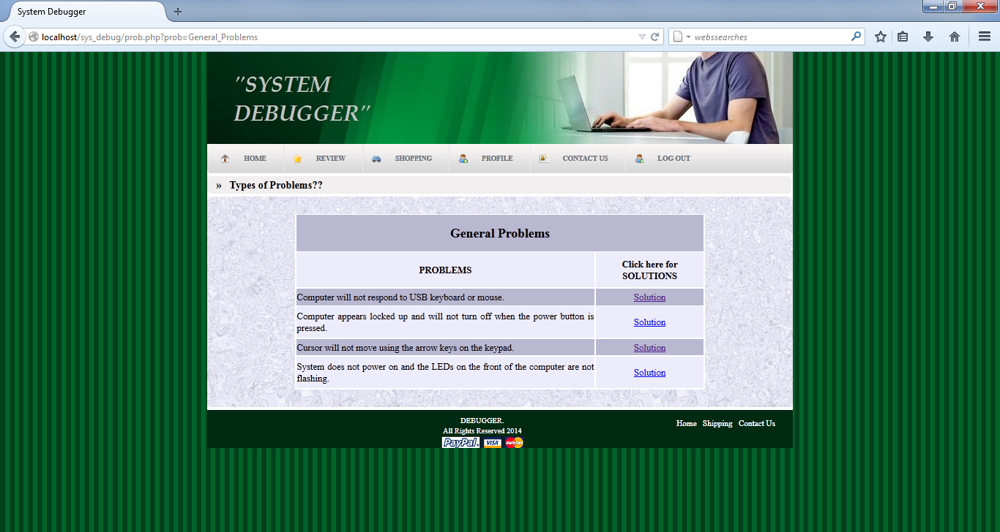 System Debugger
localhost/sys_debug/prob.php?prob=General_Problems
webssearches
"SYSTEM
DEBUGGER"
HOME
REVIEW
SHOPPING
PROFILE
CONTACT US
LOG OUT
» Types of Problems??
General Problems
PROBLEMS
Click here for
SOLUTIONS
Computer will not respond to USB keyboard or mouse.
Solution
Computer appears locked up and will not turn off when the power button is
pressed.
Solution
Cursor will not move using the arrow keys on the keypad.
Solution
System does not power on and the LEDs on the front of the computer are not
flashing.
Solution
DEBUGGER.
All Rights Reserved 2014
PayPal VISA MasterCard
Home Shipping Contact Us